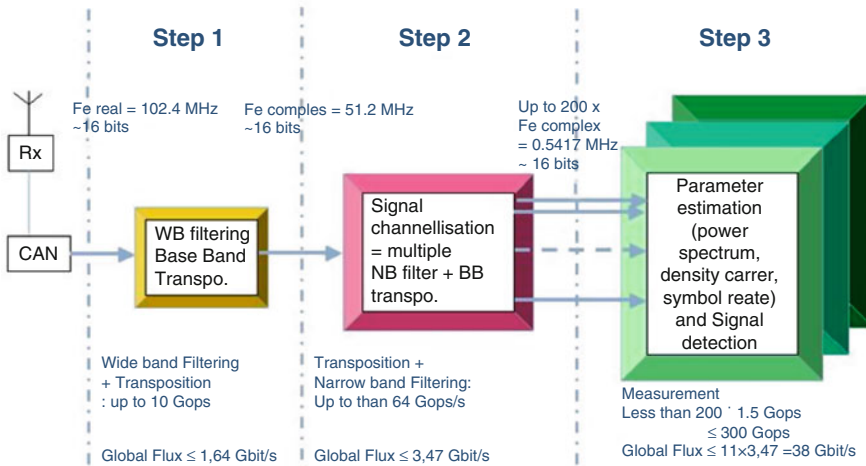 Step 1
Step 2
Step 3
Fe real = 102.4 MHz
~16 bits
Fe comples = 51.2 MHz
~16 bits
Up to 200 x
Fe complex
= 0.5417 MHz
~ 16 bits
Rx
CAN
WB filtering
Base Band
Transpo.
Signal
channellisation
= multiple
NB filter + BB
transpo.
Parameter
estimation
(power
spectrum,
density carrer,
symbol reate)
and Signal
detection
Wide band Filtering
+ Transposition
: up to 10 Gops
Global Flux ≤ 1,64 Gbit/s
Transposition +
Narrow band Filtering:
Up to than 64 Gops/s
Global Flux ≤ 3,47 Gbit/s
Measurement
Less than 200 ˙ 1.5 Gops
≤ 300 Gops
Global Flux ≤ 11×3,47 =38 Gbit/s